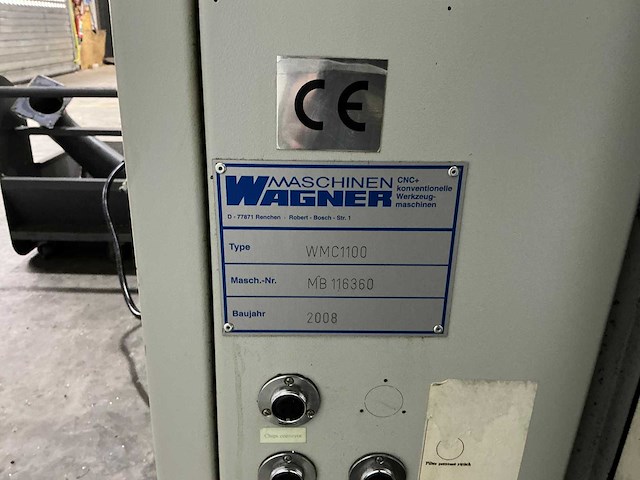 CE
MASCHINEN
WAGNER
CNC+
konventionelle
Werkzeug-
maschinen
D - 77871 Renchen - Robert - Bosch - Str. 1
Type WMC1100
Masch.-Nr. MB 116360
Baujahr 2008